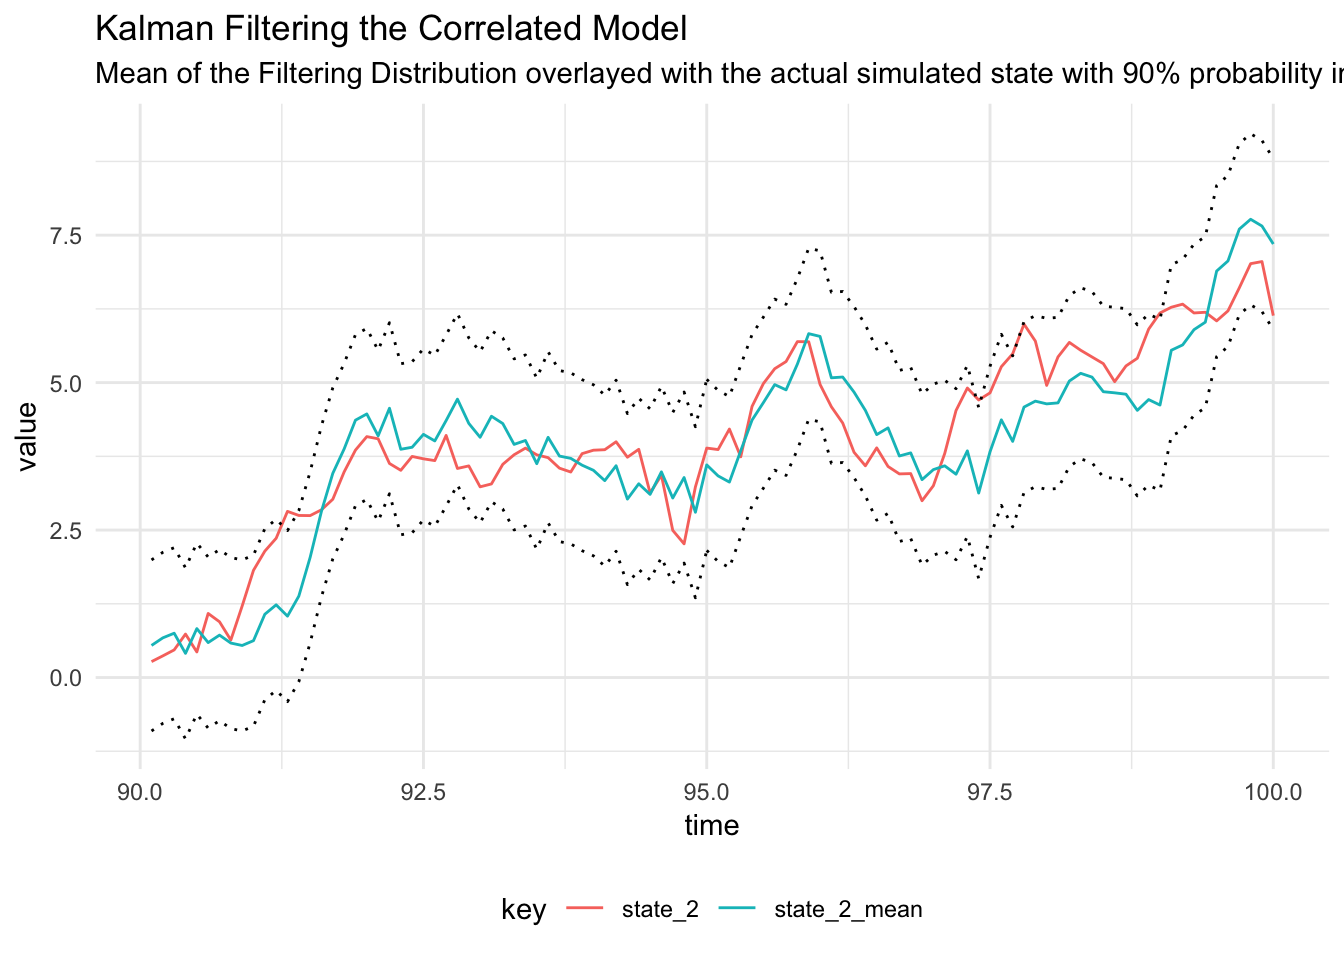 Kalman Filtering the Correlated Model
Mean of the Filtering Distribution overlayed with the actual simulated state with 90% probability
value
7.5
5.0
2.5
0.0
90.0 92.5 95.0 97.5 100.0
time
key state_2 state_2_mean